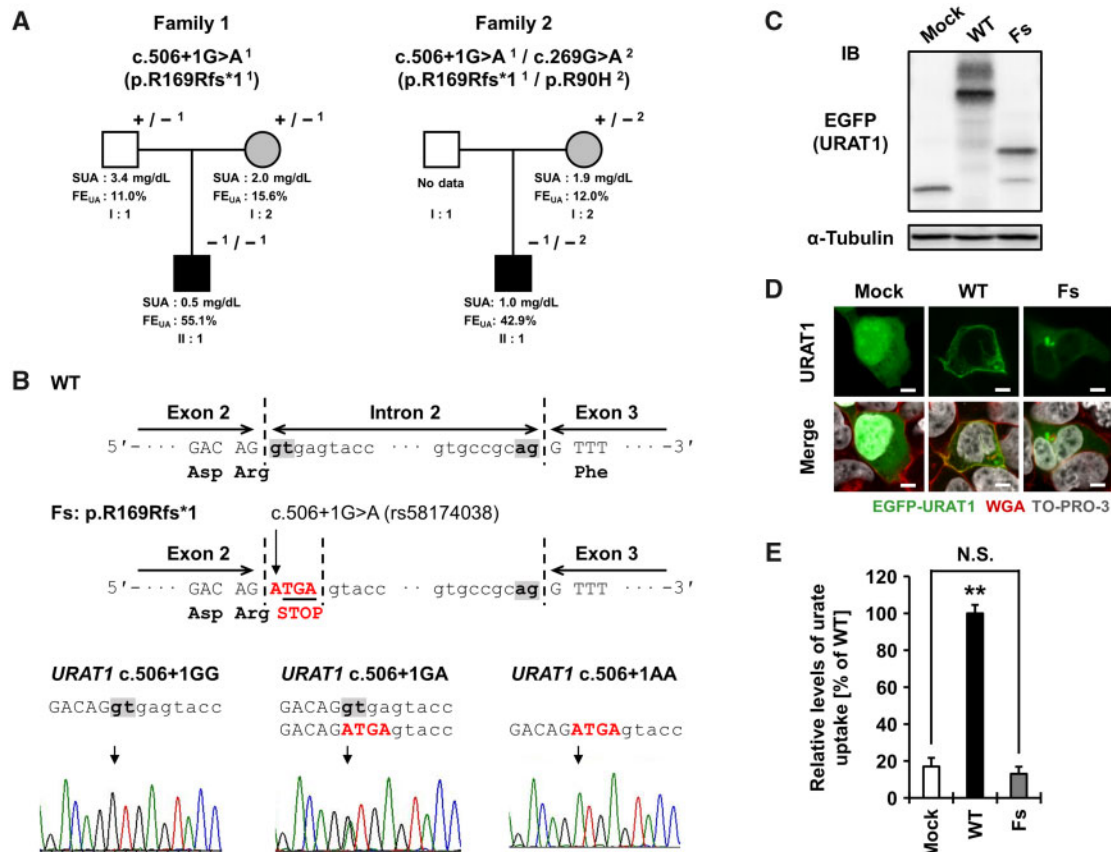 A
Family 1
c.506+1G>A ¹
(p.R169Rfs*1 ¹)
+ / – ¹
+ / – ¹
SUA : 3.4 mg/dL
FEUA : 11.0%
I : 1
SUA : 2.0 mg/dL
FEUA : 15.6%
I : 2
– ¹ / – ¹
SUA : 0.5 mg/dL
FEUA : 55.1%
II : 1
Family 2
c.506+1G>A ¹ / c.269G>A ²
(p.R169Rfs*1 ¹ / p.R90H ²)
+ / – ²
No data
I : 1
SUA : 1.9 mg/dL
FEUA : 12.0%
I : 2
– ¹ / – ²
SUA: 1.0 mg/dL
FEUA: 42.9%
II : 1
B
WT
Exon 2 Intron 2 Exon 3
5′–···· GAC AG gtgagtacc ··· gtgccgcag G TTT ····–3′
Asp Arg Phe
Fs: p.R169Rfs*1 c.506+1G>A (rs58174038)
Exon 2 Exon 3
5′–···· GAC AG ATGA gtacc ·· gtgccgcag G TTT ····–3′
Asp Arg STOP
URAT1 c.506+1GG
GACAGgtgagtacc
URAT1 c.506+1GA
GACAGgtgagtacc
GACAGATGAgtacc
URAT1 c.506+1AA
GACAGATGAgtacc
C
Mock WT Fs
IB
EGFP
(URAT1)
α-Tubulin
D
Mock WT Fs
URAT1
Merge
EGFP-URAT1 WGA TO-PRO-3
E
N.S.
**
Relative levels of urate
uptake [% of WT]
120
100
80
60
40
20
0
Mock WT Fs